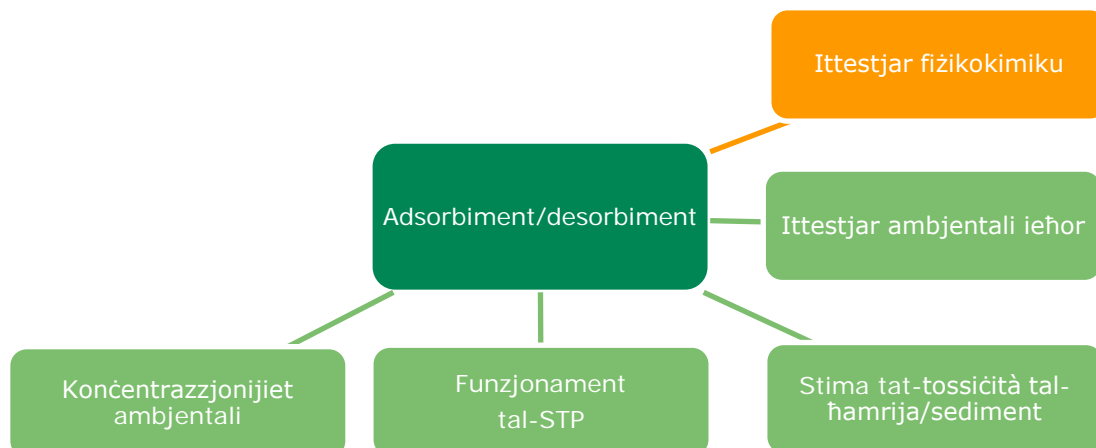 Ittestjar fiżikokimiku
Adsorbiment/desorbiment
Ittestjar ambjentali ieħor
Konċentrazzjonijiet
ambjentali
Funzjonament
tal-STP
Stima tat-tossiċità tal-
ħamrija/sediment